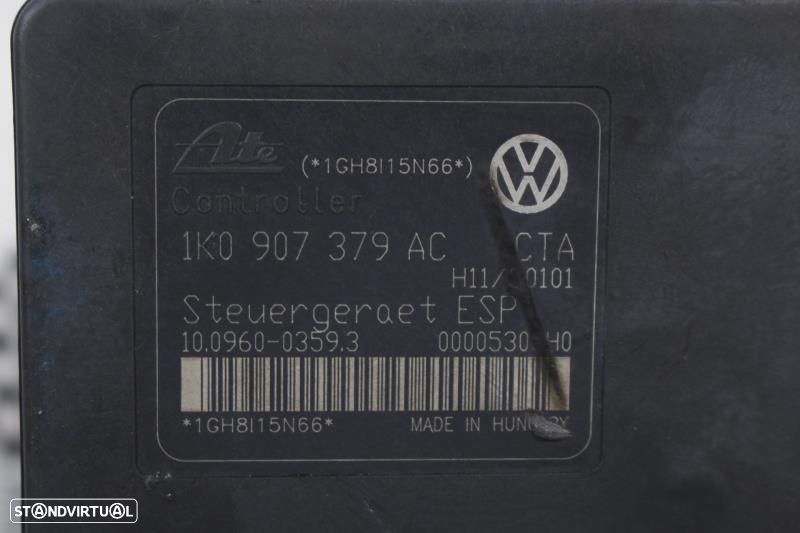 Ate
(*1GH8I15N66*)
Controller
1K0 907 379 AC CTA
Steuergeraet ESP
10.0960-0359.3
*1GH8I15N66* MADE IN HUNGARY
STANDVIRTUAL